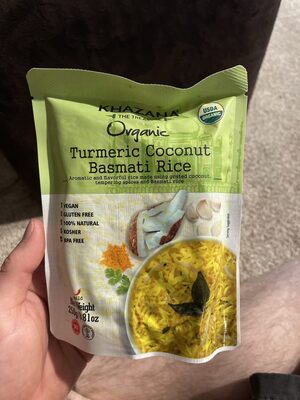 KHAZANA
THE
USDA
ORGANIC
Organic
Turmeric Coconut
Basmati Rice
Aromatic and flavorful rice made using grated coconut,
tempering spices and Basmati rice
VEGAN
GLUTEN FREE
100% NATURAL
KOSHER
BPA FREE